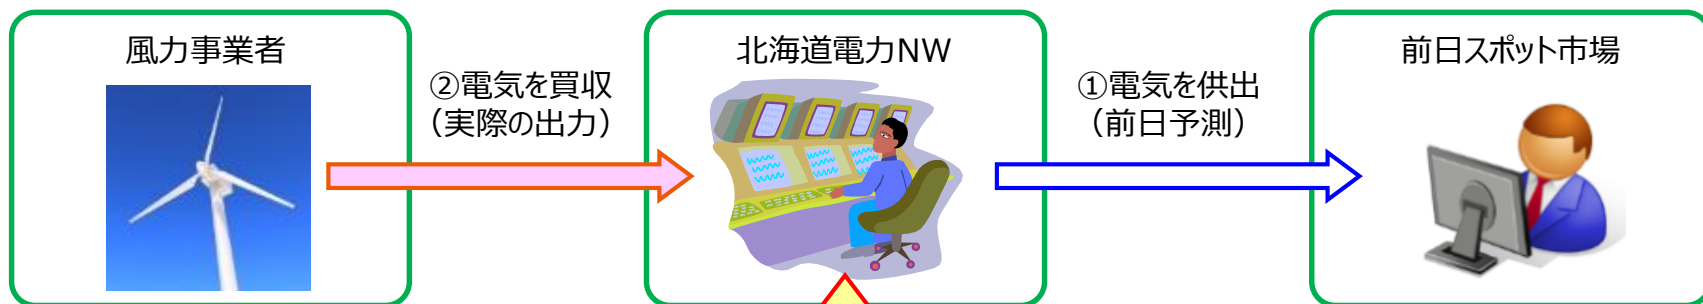 風力事業者
②電気を買収
（実際の出力）
北海道電力NW
①電気を供出
（前日予測）
前日スポット市場